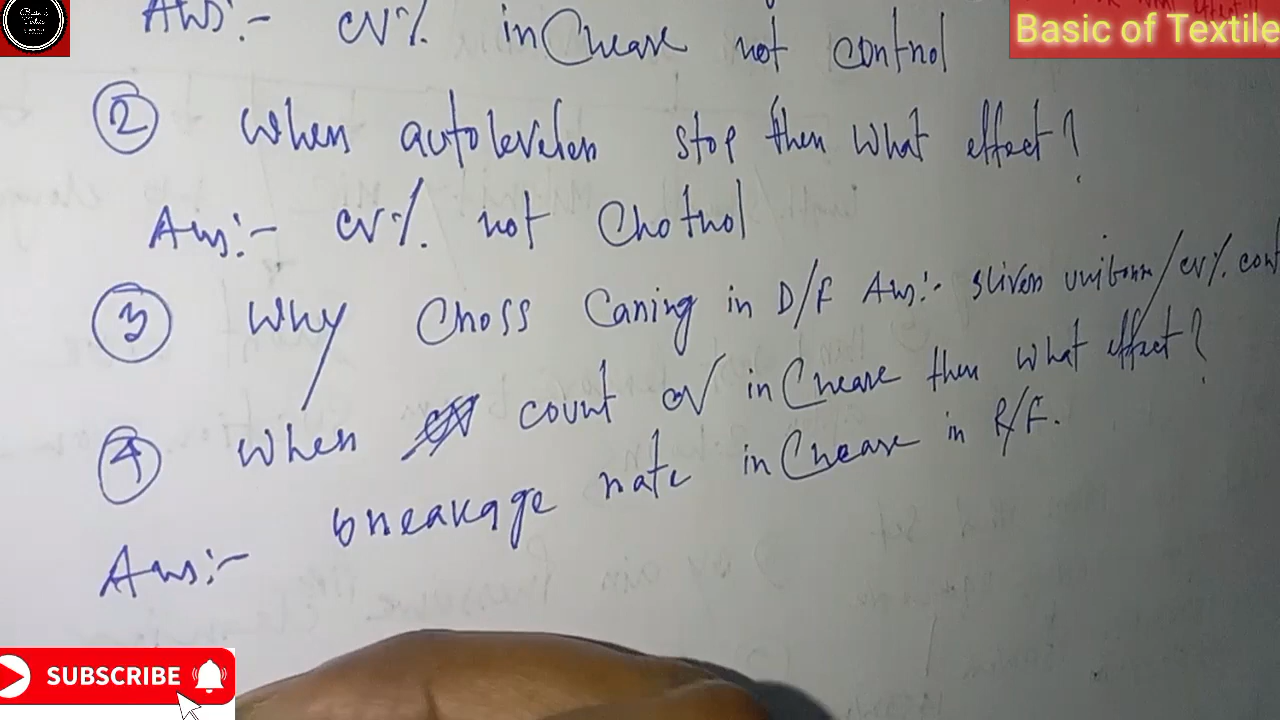 Basic of Textile
Ans:- CV% increase not control
② When autoleveler stop then what effect?
Ans:- CV% not Chotrol
③ Why Cross Caning in D/F Ans:- sliver uniform/CV% cont
④ When count CV increase then what effect?
Ans:- breakage rate increase in R/F.
SUBSCRIBE